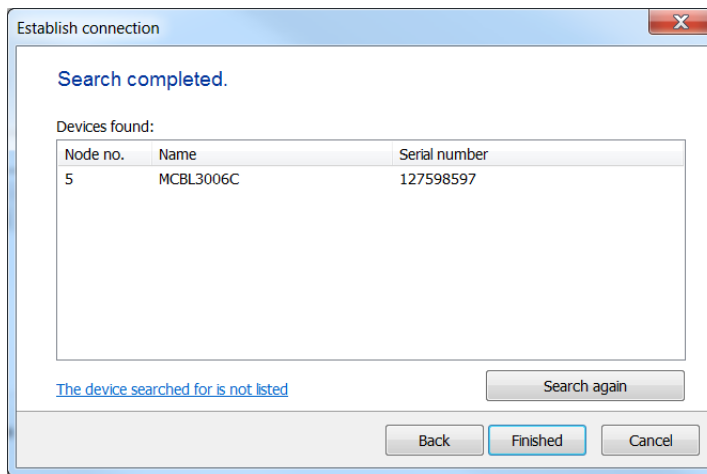 Establish connection
Search completed.
Devices found:
Node no. Name Serial number
5 MCBL3006C 127598597
The device searched for is not listed
Search again
Back Finished Cancel